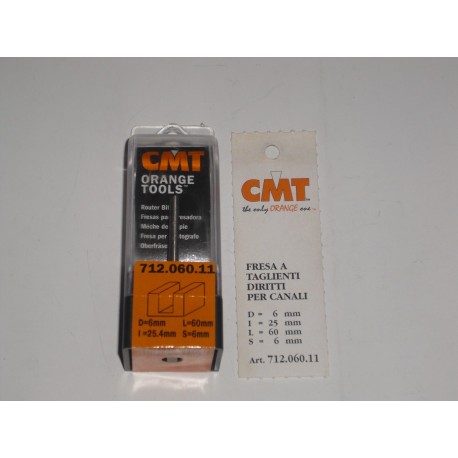 CMT
ORANGE
TOOLS™
Router Bit
Fresas pa
Mèche de
Fresa per
Oberfräse
712.060.11
D=6mm L=60mm
I=25.4mm S=6mm
CMT
the only ORANGE one
FRESA A
TAGLIENTI
DIRITTI
PER CANALI
D = 6 mm
I = 25 mm
L = 60 mm
S = 6 mm
Art. 712.060.11